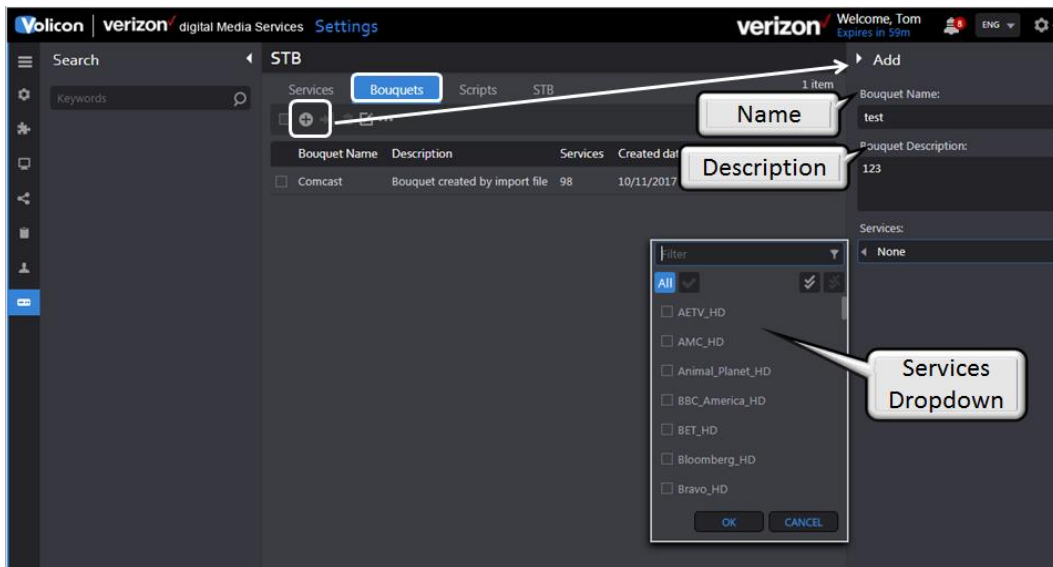 Volicon verizon digital Media Services Settings
verizon Welcome, Tom
Expires in 59m
8
ENG
Search
STB
Add
Keywords
Services Bouquets Scripts STB
1 item
Bouquet Name:
Name
test
Bouquet Description:
Description
123
Bouquet Name Description Services Created dat
Comcast Bouquet created by import file 98 10/11/2017
Services:
None
Filter
All
AETV_HD
AMC_HD
Animal_Planet_HD
BBC_America_HD
BET_HD
Bloomberg_HD
Bravo_HD
OK CANCEL
Services
Dropdown